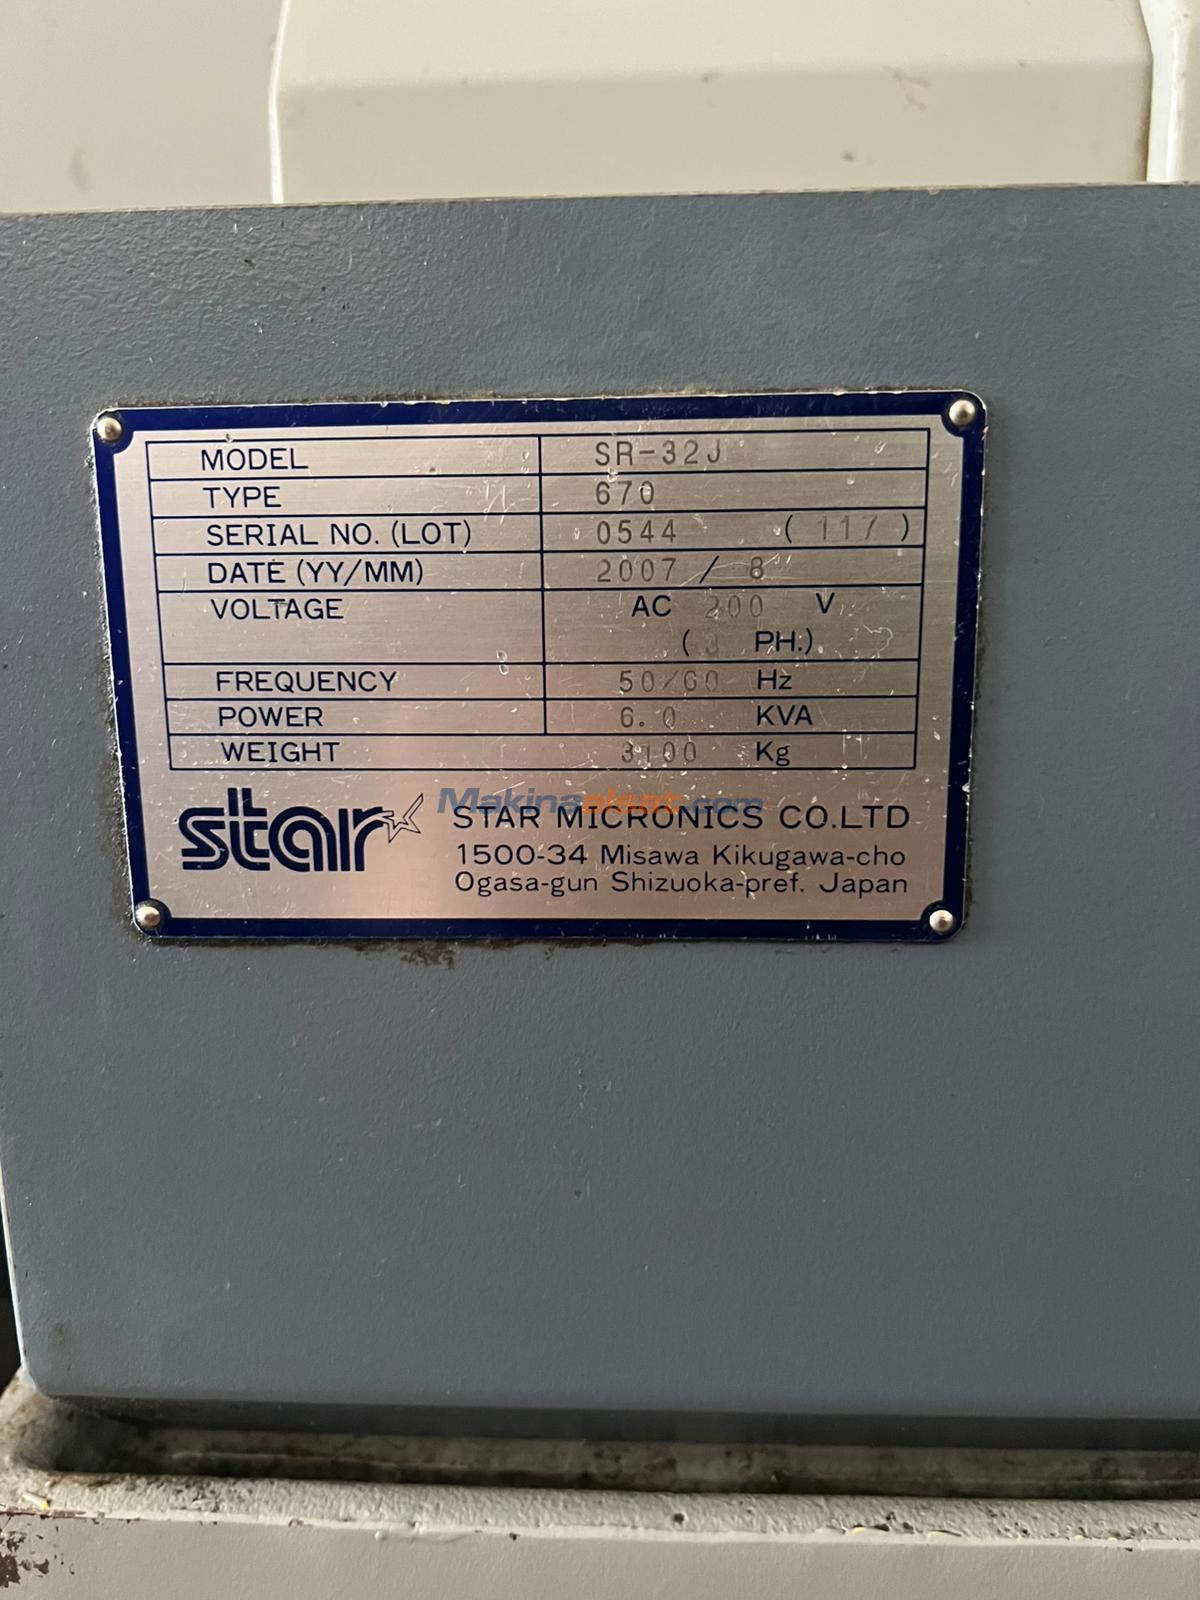 MODEL SR-32J
TYPE 670
SERIAL NO. (LOT) 0544 ( 117 )
DATE (YY/MM) 2007 / 8
VOLTAGE AC 200 V
( 3 PH.)
FREQUENCY 50/60 Hz
POWER 6.0 KVA
WEIGHT 3100 Kg
star
Makinaalsat.com
STAR MICRONICS CO.LTD
1500-34 Misawa Kikugawa-cho
Ogasa-gun Shizuoka-pref. Japan